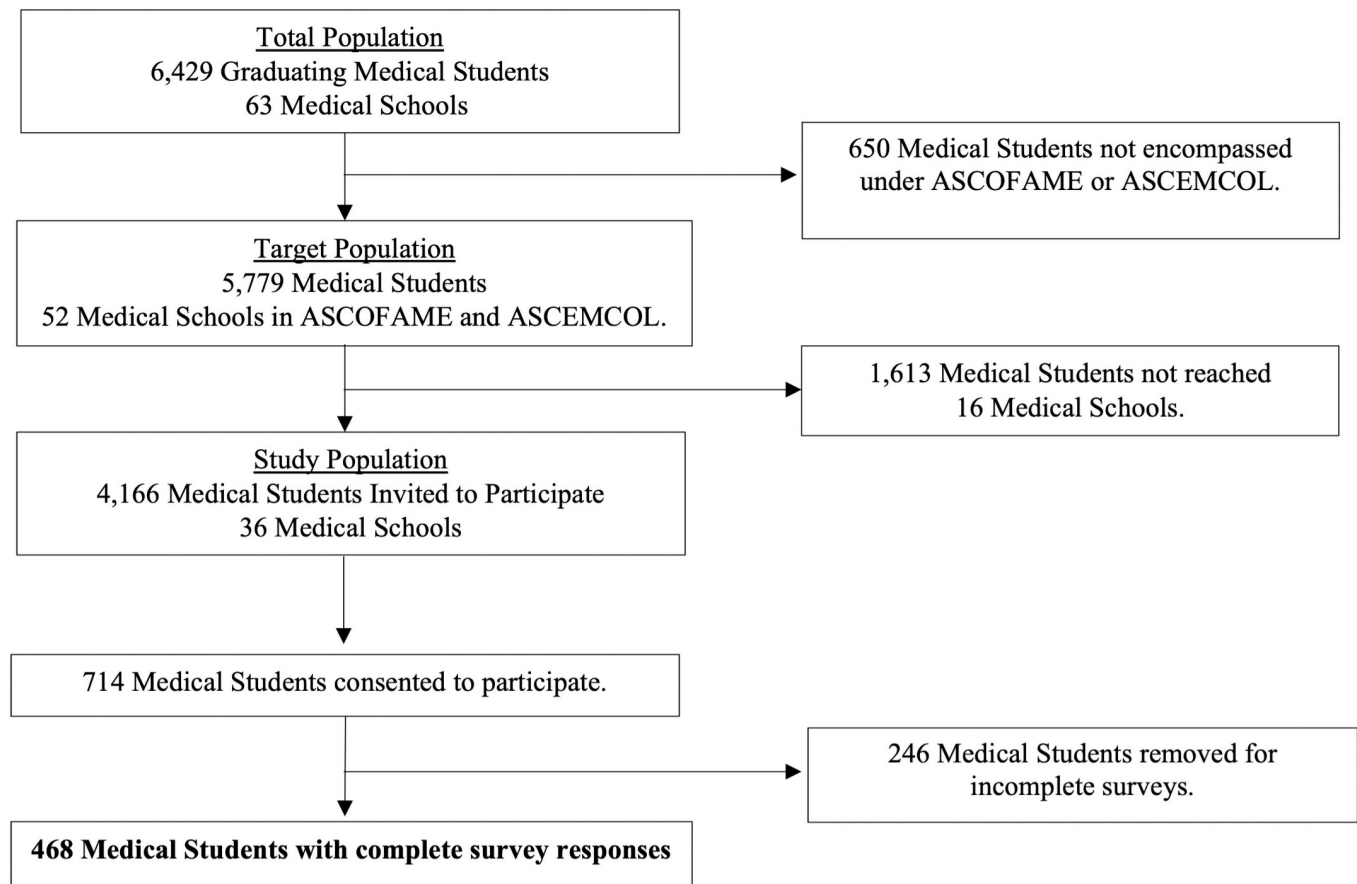 Total Population
6,429 Graduating Medical Students
63 Medical Schools
650 Medical Students not encompassed
under ASCOFAME or ASCEMCOL.
Target Population
5,779 Medical Students
52 Medical Schools in ASCOFAME and ASCEMCOL.
1,613 Medical Students not reached
16 Medical Schools.
Study Population
4,166 Medical Students Invited to Participate
36 Medical Schools
714 Medical Students consented to participate.
246 Medical Students removed for
incomplete surveys.
468 Medical Students with complete survey responses